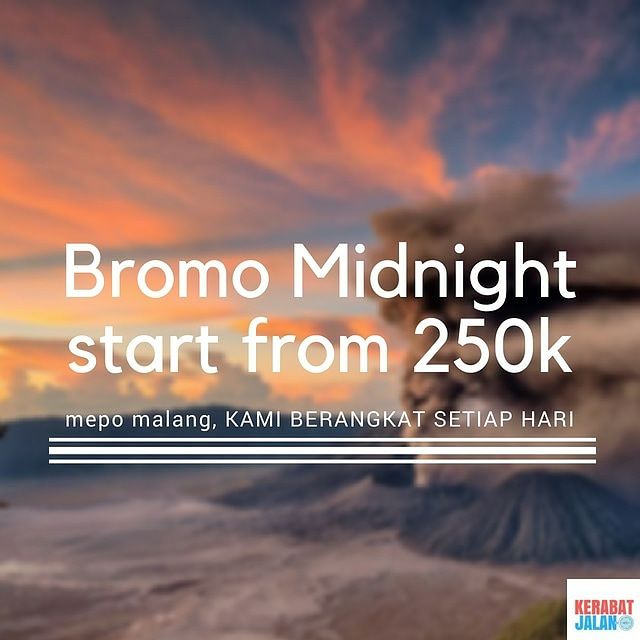 Bromo Midnight
start from 250k
mepo malang, KAMI BERANGKAT SETIAP HARI
KERABAT
JALAN